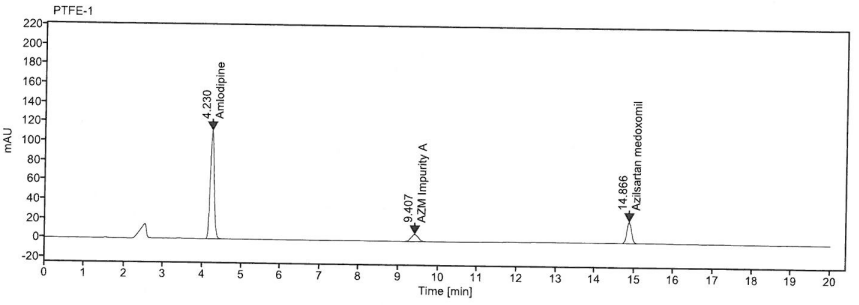 PTFE-1
220
200
180
160
140
120
100
80
60
40
20
0
-20
mAU
4.230
Amlodipine
9.407
AZM Impurity A
14.866
Azilsartan medoxomil
0 1 2 3 4 5 6 7 8 9 10 11 12 13 14 15 16 17 18 19 20
Time [min]